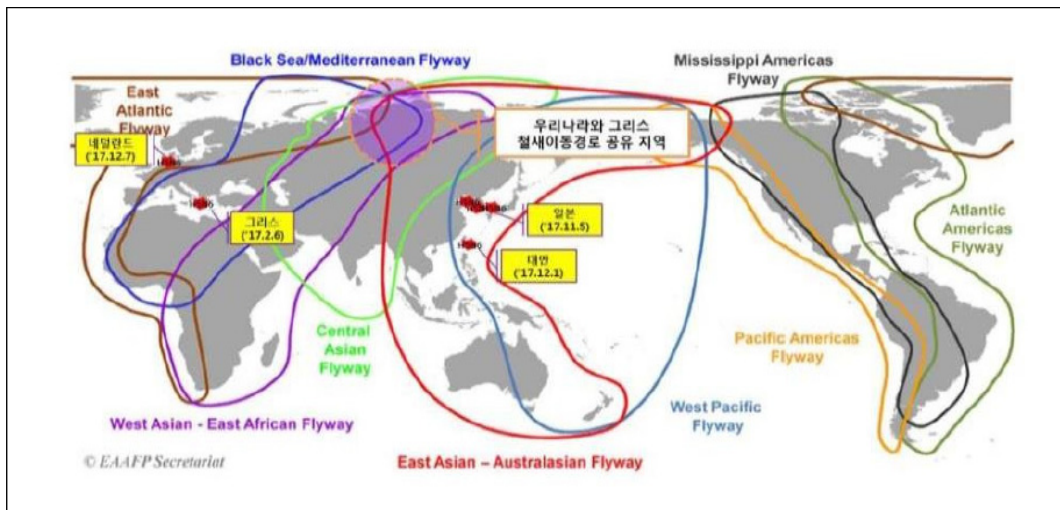 Black Sea/Mediterranean Flyway
Mississippi Americas
Flyway
East
Atlantic
Flyway
우리나라와 그리스
철새이동경로 공유 지역
네덜란드
('17.12.7)
그리스
('17.2.6)
일본
('17.11.5)
대만
('17.12.1)
Atlantic
Americas
Flyway
Central
Asian
Flyway
Pacific Americas
Flyway
West Asian - East African Flyway
West Pacific
Flyway
East Asian – Australasian Flyway
© EAAFP Secretariat